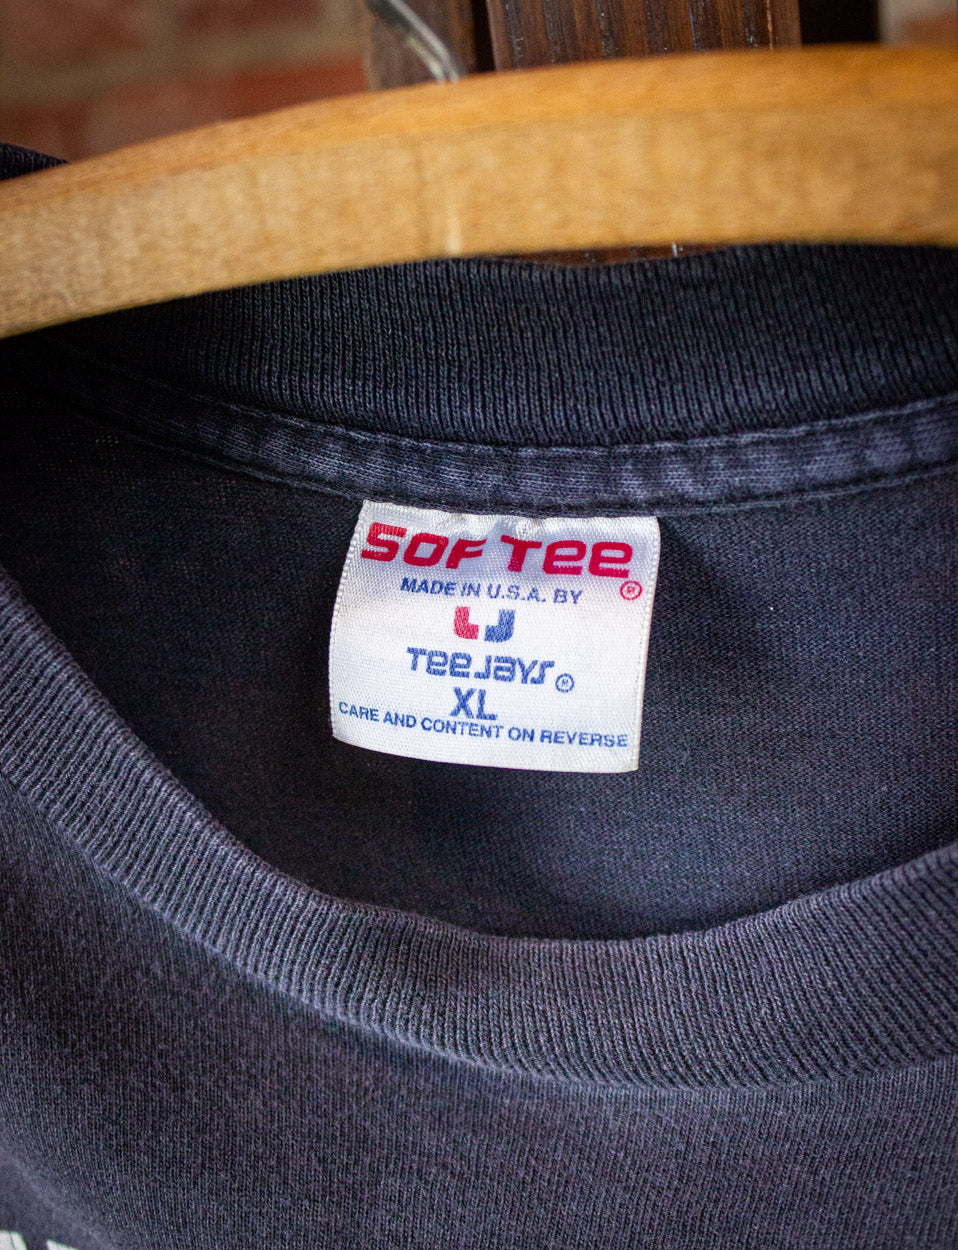 SOF TEE ®
MADE IN U.S.A. BY
TEE JAYS ®
XL
CARE AND CONTENT ON REVERSE